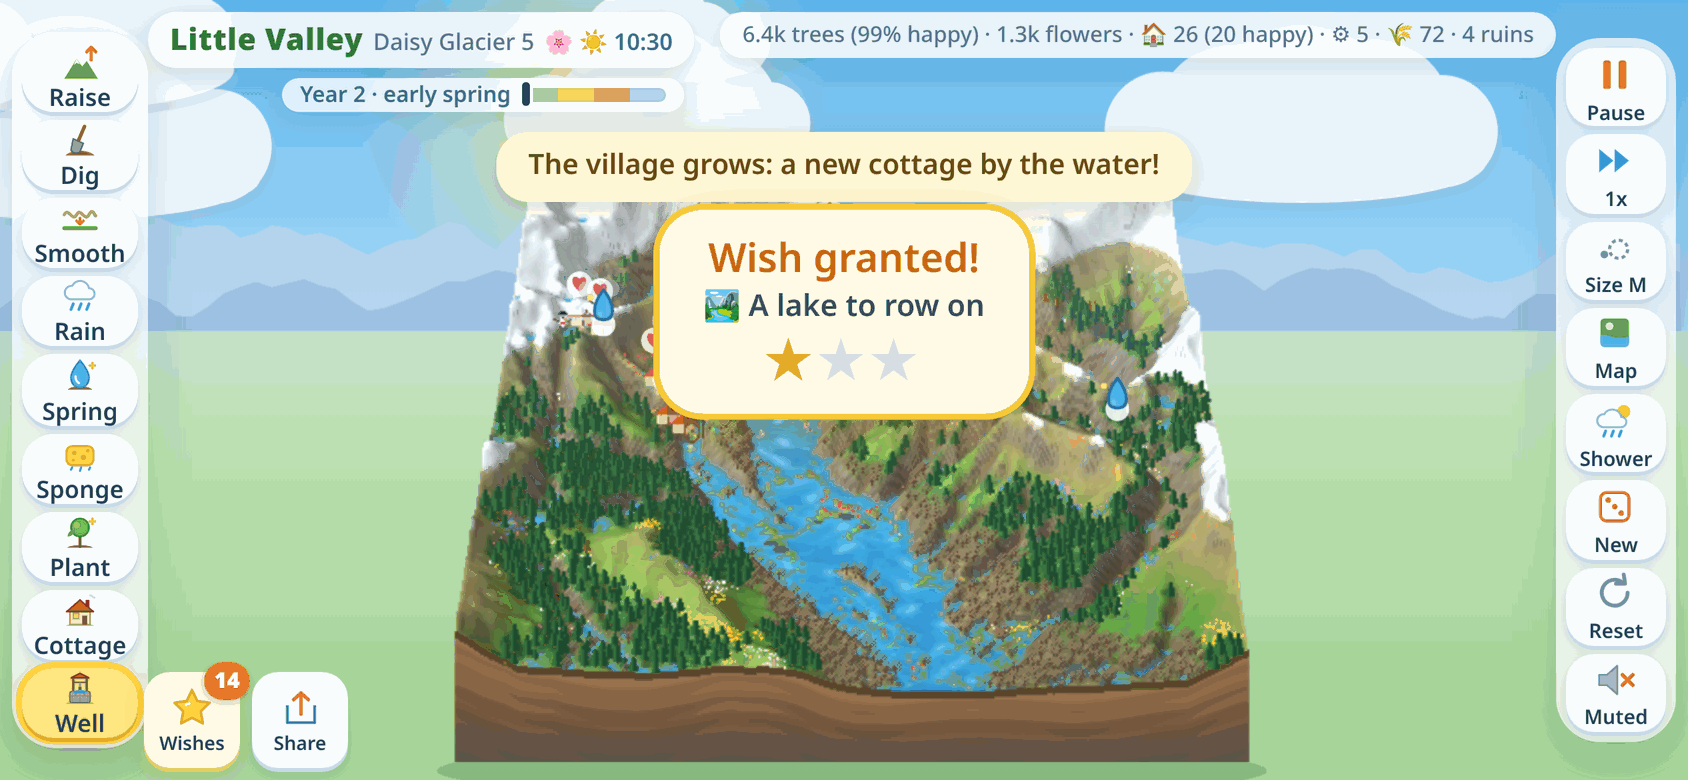 Little Valley Daisy Glacier 5 🌸 ☀️ 10:30
6.4k trees (99% happy) · 1.3k flowers · 🏠 26 (20 happy) · ⚙ 5 · 🌾 72 · 4 ruins
Year 2 · early spring
The village grows: a new cottage by the water!
Wish granted!
🏞️ A lake to row on
Raise
Dig
Smooth
Rain
Spring
Sponge
Plant
Cottage
Well
14
Wishes
Share
Pause
1x
Size M
Map
Shower
New
Reset
Muted